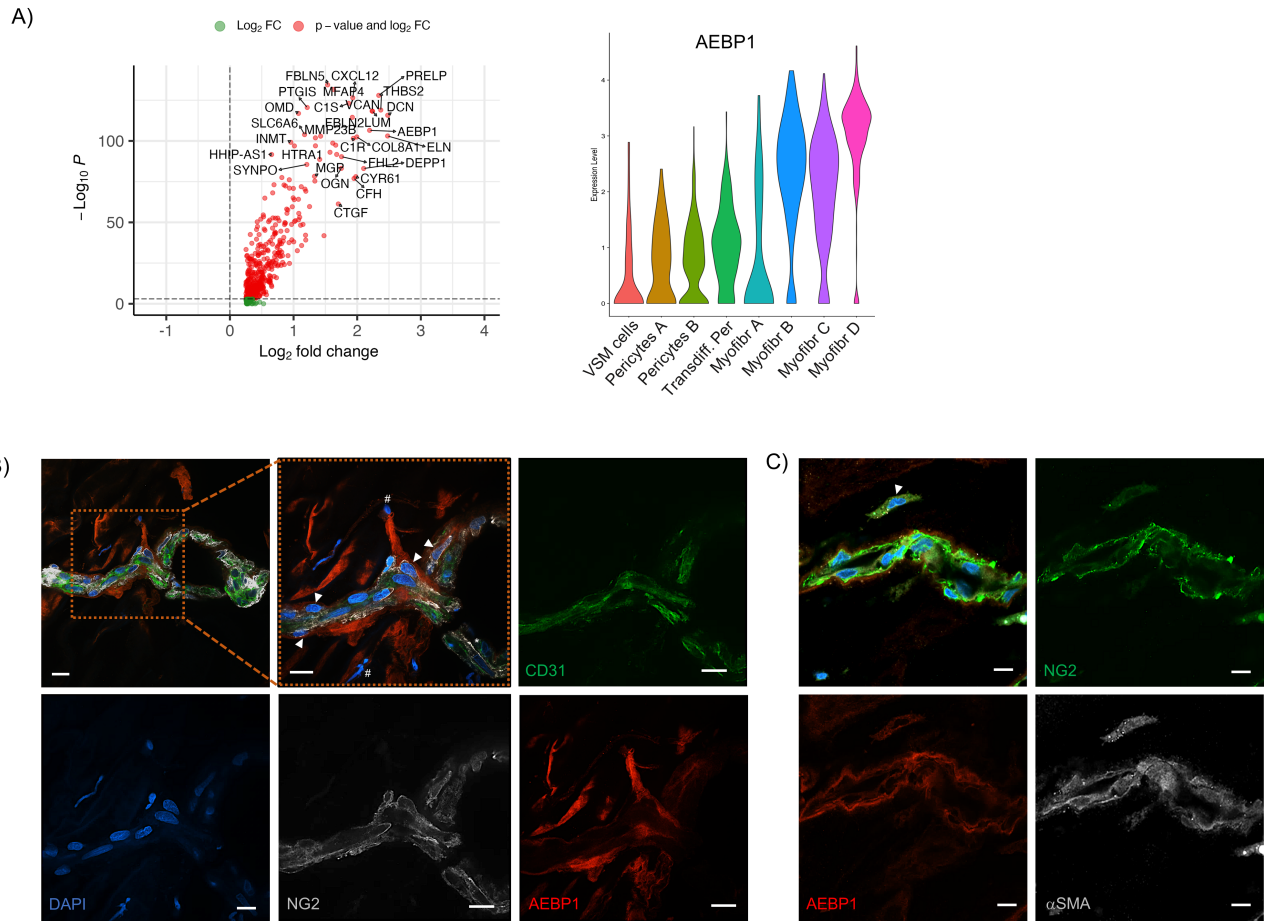 A)
Log2 FC
p – value and log2 FC
FBLN5 CXCL12
PRELP
PTGIS MFAP4 THBS2
OMD C1S VCAN DCN
SLC6A6 FBLN2 LUM
MMP23B AEBP1
INMT C1R COL8A1 ELN
HHIP-AS1 HTRA1 FHL2 DEPP1
SYNPO MGP
OGN CYR61
CFH
CTGF
– Log10 P
100
50
0
-1 0 1 2 3 4
Log2 fold change
AEBP1
Expression Level
4
3
2
1
0
VSM cells
Pericytes A
Pericytes B
Transdiff. Per
Myofibr A
Myofibr B
Myofibr C
Myofibr D
B)
#
#
CD31
DAPI
NG2
AEBP1
C)
NG2
AEBP1
αSMA